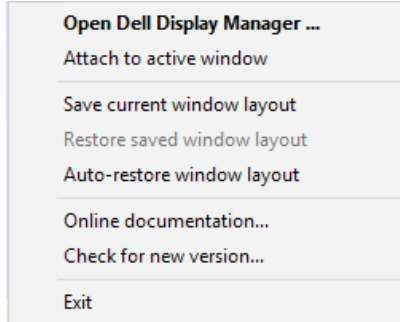 Open Dell Display Manager ...
Attach to active window
Save current window layout
Restore saved window layout
Auto-restore window layout
Online documentation...
Check for new version...
Exit